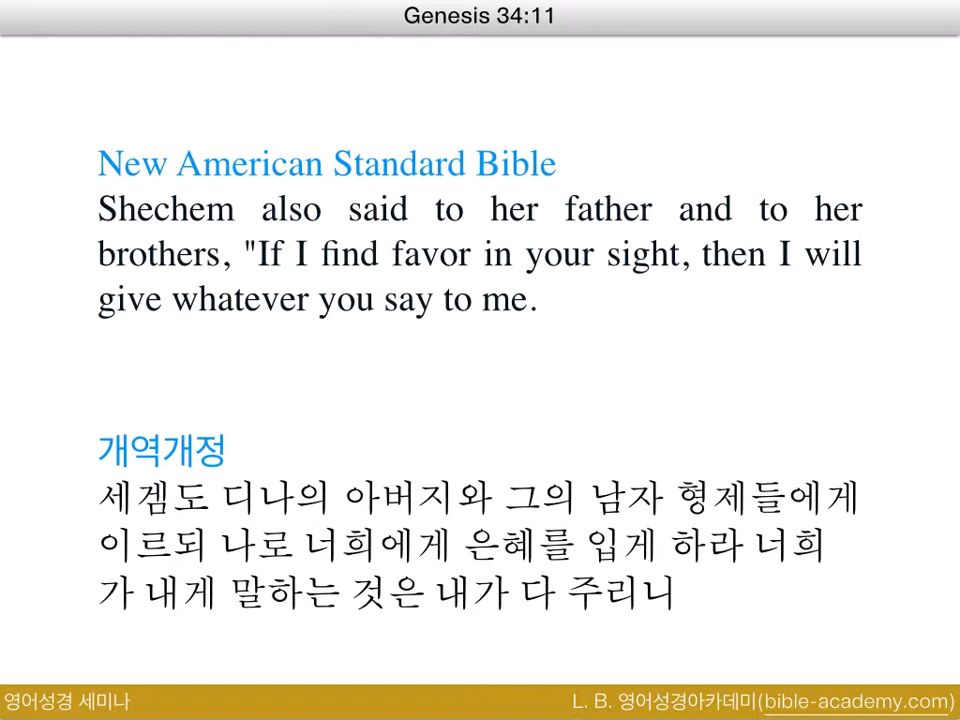 Genesis 34:11
New American Standard Bible
Shechem also said to her father and to her
brothers, "If I find favor in your sight, then I will
give whatever you say to me.
개역개정
세겜도 디나의 아버지와 그의 남자 형제들에게
이르되 나로 너희에게 은혜를 입게 하라 너희
가 내게 말하는 것은 내가 다 주리니
영어성경 세미나
L. B. 영어성경아카데미(bible-academy.com)